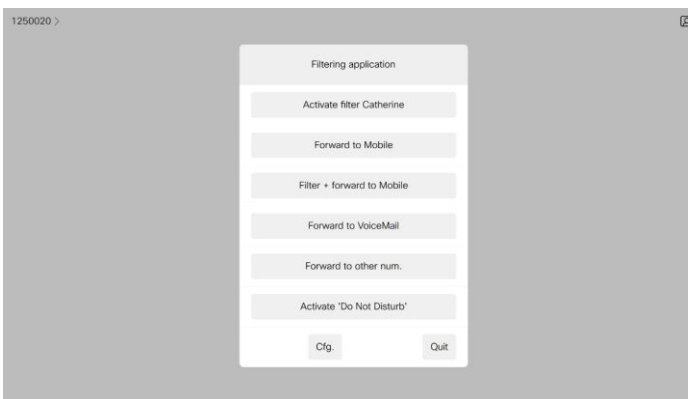 1250020 >
Filtering application
Activate filter Catherine
Forward to Mobile
Filter + forward to Mobile
Forward to VoiceMail
Forward to other num.
Activate 'Do Not Disturb'
Cfg. Quit